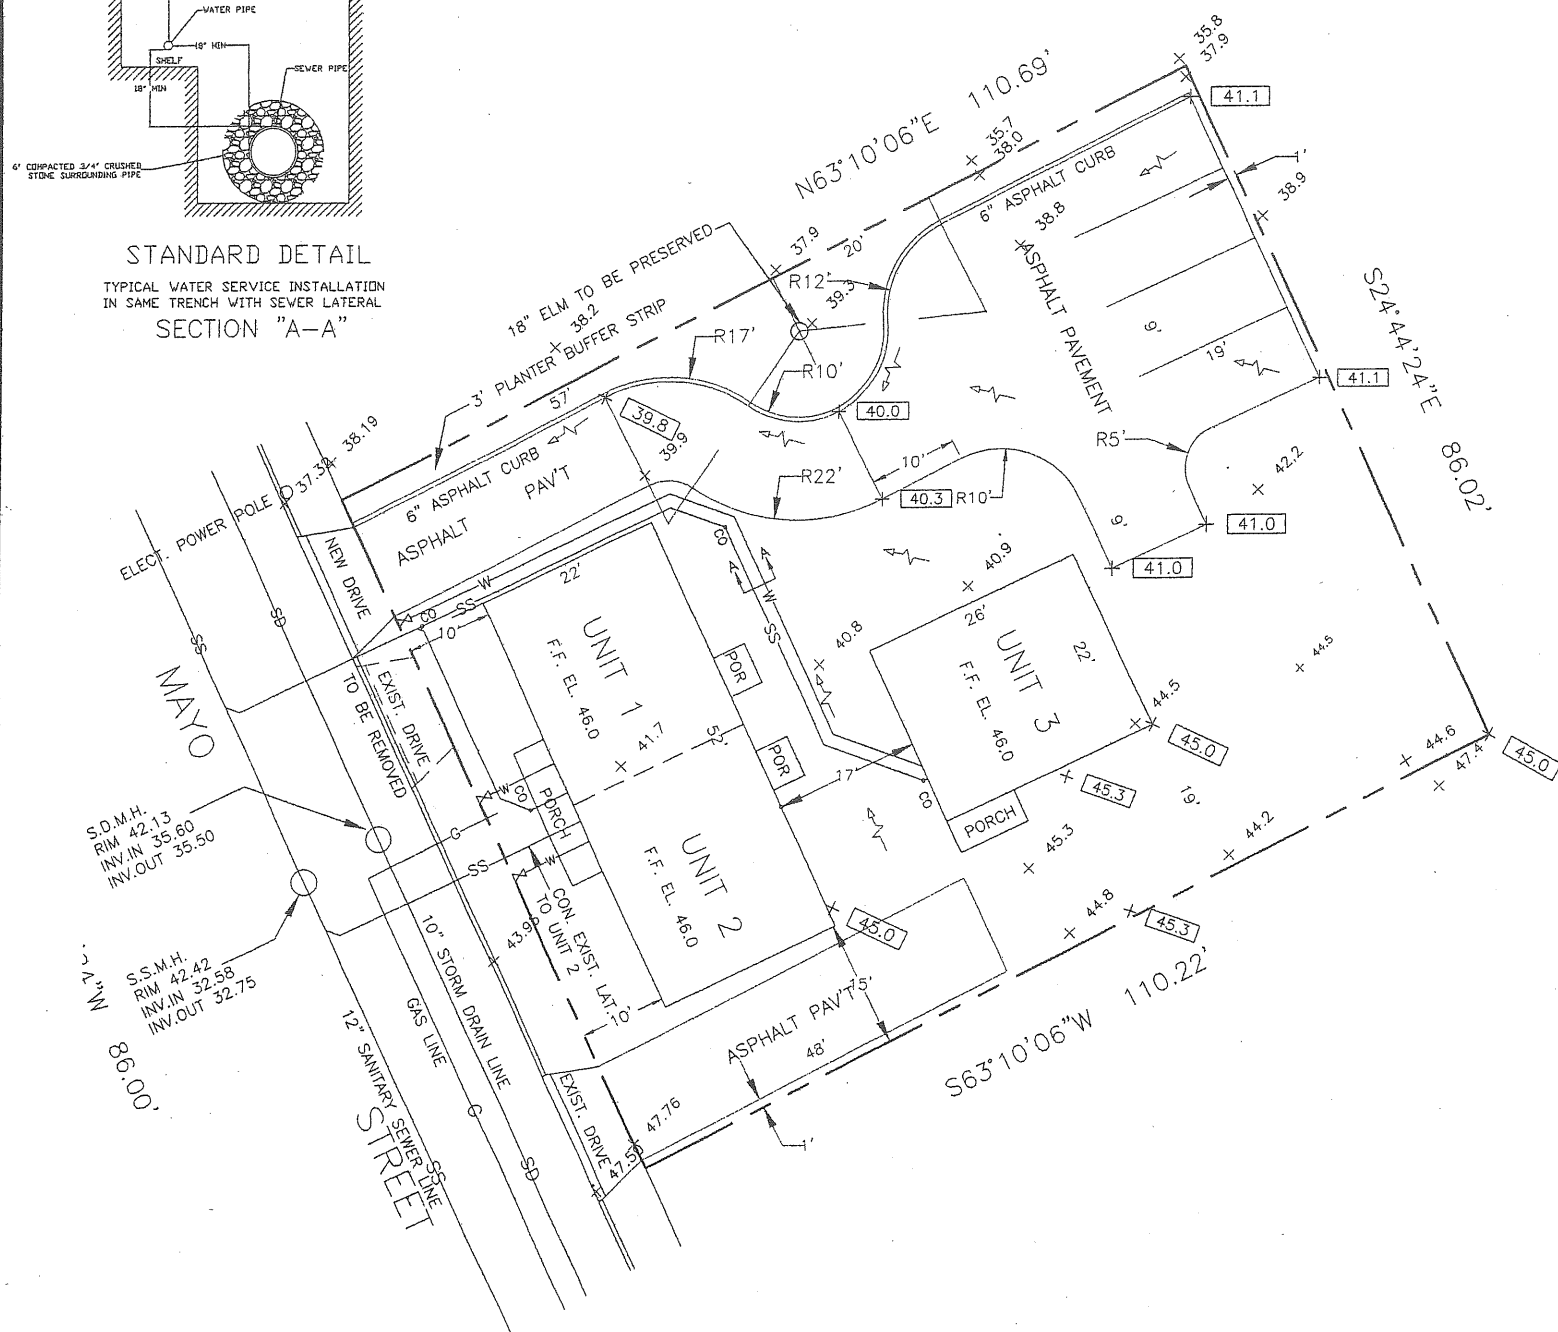 WATER PIPE
18" MIN
SHELF
SEWER PIPE
18" MIN
6" COMPACTED 3/4" CRUSHED
STONE SURROUNDING PIPE
STANDARD DETAIL
TYPICAL WATER SERVICE INSTALLATION
IN SAME TRENCH WITH SEWER LATERAL
SECTION "A-A"
N63°10'06"E 110.69'
35.8
37.9
41.1
35.7
38.0
6" ASPHALT CURB
1'
38.9
38.8
ASPHALT PAVEMENT
9'
19'
41.1
S24°44'24"E 86.02'
18" ELM TO BE PRESERVED
37.9
20'
R12'
39.3
38.2
3' PLANTER BUFFER STRIP
R17'
R10'
57'
39.8
40.0
39.9
38.19
37.32
6" ASPHALT CURB
ASPHALT PAV'T
R22'
10'
40.3
R10'
R5'
9'
42.2
41.0
41.0
ELECT. POWER POLE
NEW DRIVE
W
SS
CO
10'
22'
CO
A
A
W
SS
40.9
40.8
UNIT 1
F.F. EL. 46.0
41.7
52'
POR
POR
17'
CO
26'
22'
UNIT 3
F.F. EL. 46.0
PORCH
44.5
45.0
44.5
45.3
19'
44.6
47.4
45.0
45.3
44.2
44.8
45.3
SS
SD
MAYO
EXIST. DRIVE
TO BE REMOVED
W
CO
PORCH
G
SS
W
UNIT 2
F.F. EL. 46.0
45.0
S.D.M.H.
RIM 42.13
INV.IN 35.60
INV.OUT 35.50
S.S.M.H.
RIM 42.42
INV.IN 32.58
INV.OUT 32.75
43.95
CON. EXIST. LAT.
TO UNIT 2
10'
15'
ASPHALT PAV'T
48'
S63°10'06"W 110.22'
4"W 86.00'
10" STORM DRAIN LINE
GAS LINE
12" SANITARY SEWER LINE
G
SD
SS
STREET
EXIST. DRIVE
47.76
47.56
1'